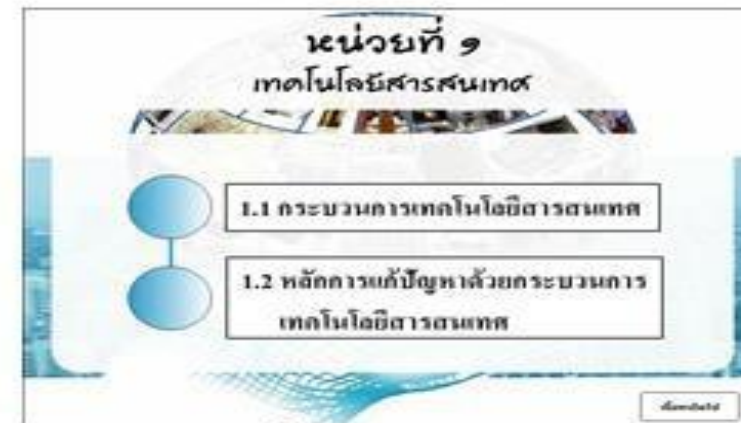 หน่วยที่ ๑
เทคโนโลยีสารสนเทศ
1.1 กระบวนการเทคโนโลยีสารสนเทศ
1.2 หลักการแก้ปัญหาด้วยกระบวนการ
เทคโนโลยีสารสนเทศ